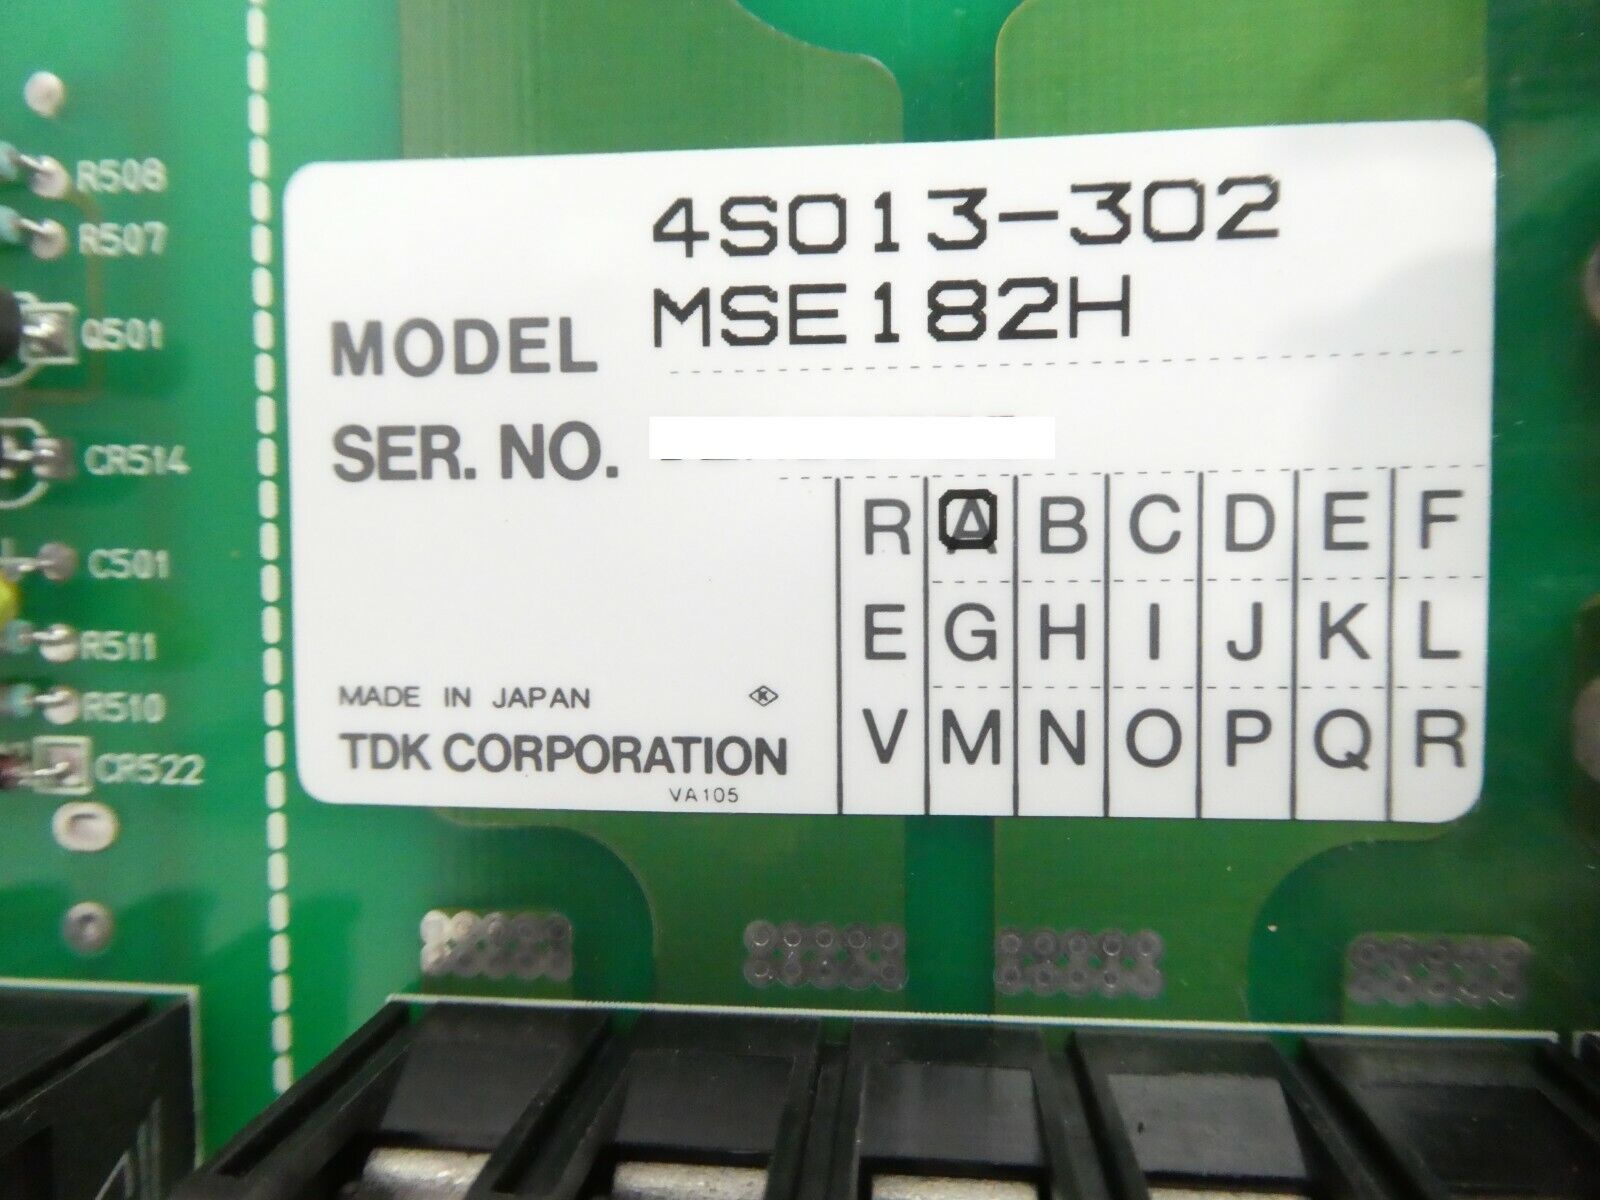 R508
R507
Q501
CR514
C501
R511
R510
CR522
4S013-302
MODEL MSE182H
SER. NO.
R A B C D E F
E G H I J K L
V M N O P Q R
MADE IN JAPAN K
TDK CORPORATION
VA105